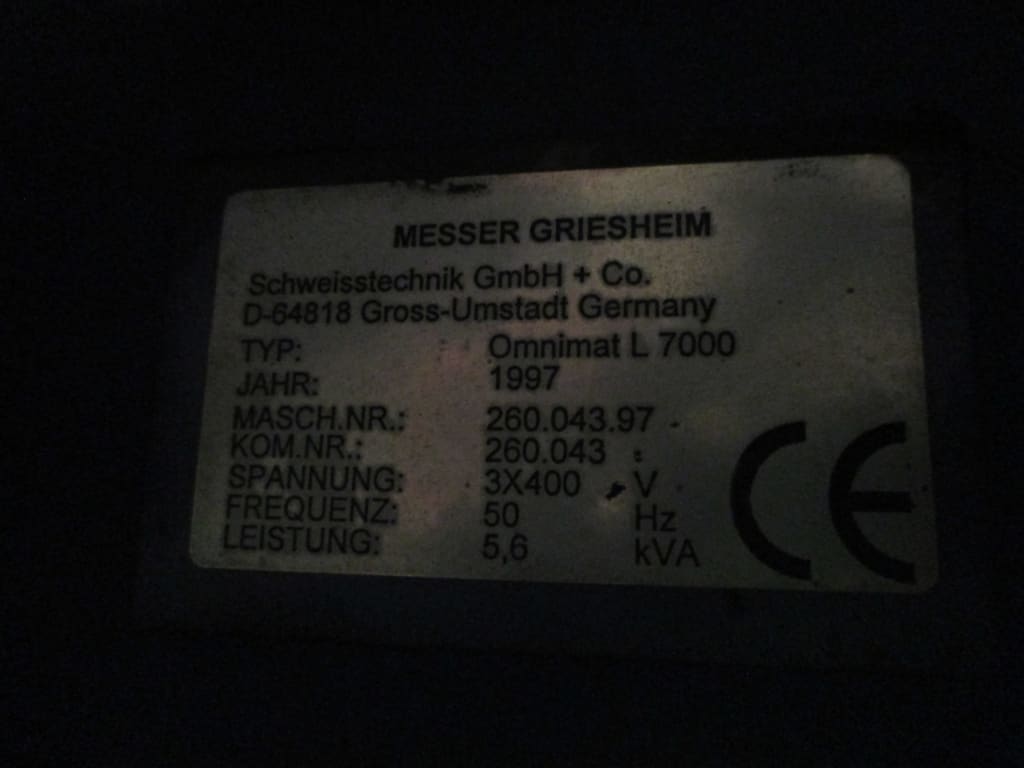 MESSER GRIESHEIM
Schweisstechnik GmbH + Co.
D-64818 Gross-Umstadt Germany
TYP: Omnimat L 7000
JAHR: 1997
MASCH.NR.: 260.043.97
KOM.NR.: 260.043
SPANNUNG: 3X400 V
FREQUENZ: 50 Hz
LEISTUNG: 5,6 kVA
CE